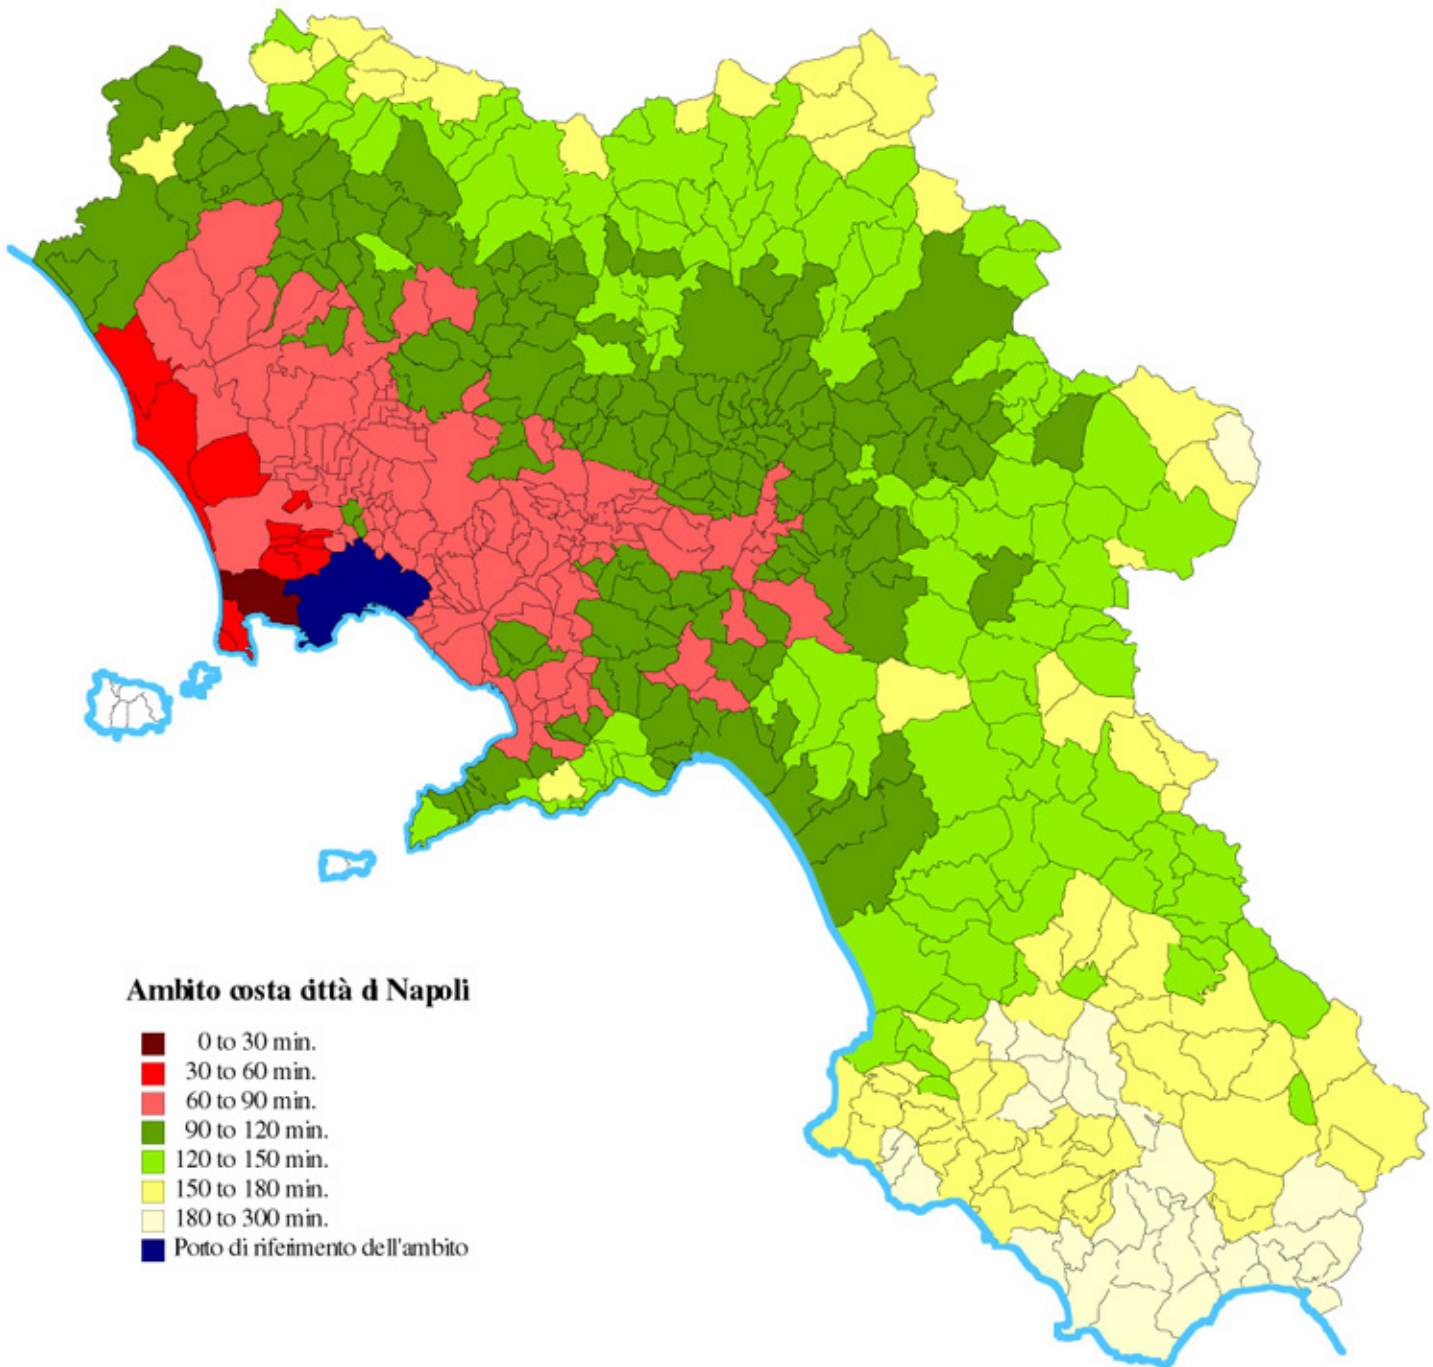 Ambito costa città di Napoli
0 to 30 min.
30 to 60 min.
60 to 90 min.
90 to 120 min.
120 to 150 min.
150 to 180 min.
180 to 300 min.
Porto di riferimento dell'ambito